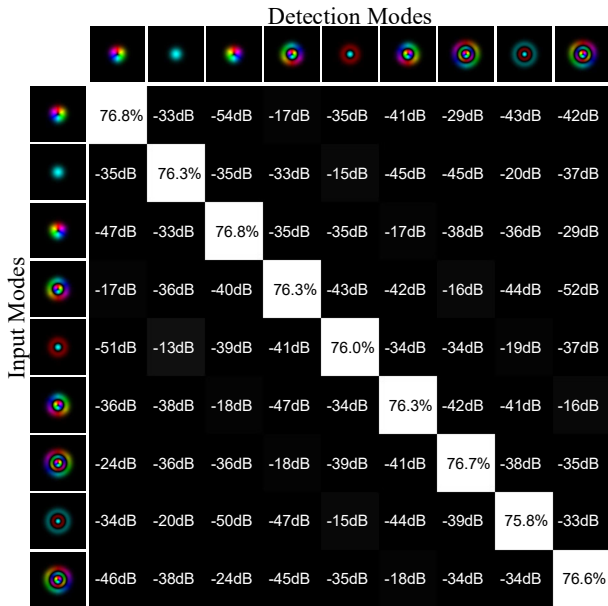 Detection Modes
Input Modes
76.8% -33dB -54dB -17dB -35dB -41dB -29dB -43dB -42dB
-35dB 76.3% -35dB -33dB -15dB -45dB -45dB -20dB -37dB
-47dB -33dB 76.8% -35dB -35dB -17dB -38dB -36dB -29dB
-17dB -36dB -40dB 76.3% -43dB -42dB -16dB -44dB -52dB
-51dB -13dB -39dB -41dB 76.0% -34dB -34dB -19dB -37dB
-36dB -38dB -18dB -47dB -34dB 76.3% -42dB -41dB -16dB
-24dB -36dB -36dB -18dB -39dB -41dB 76.7% -38dB -35dB
-34dB -20dB -50dB -47dB -15dB -44dB -39dB 75.8% -33dB
-46dB -38dB -24dB -45dB -35dB -18dB -34dB -34dB 76.6%